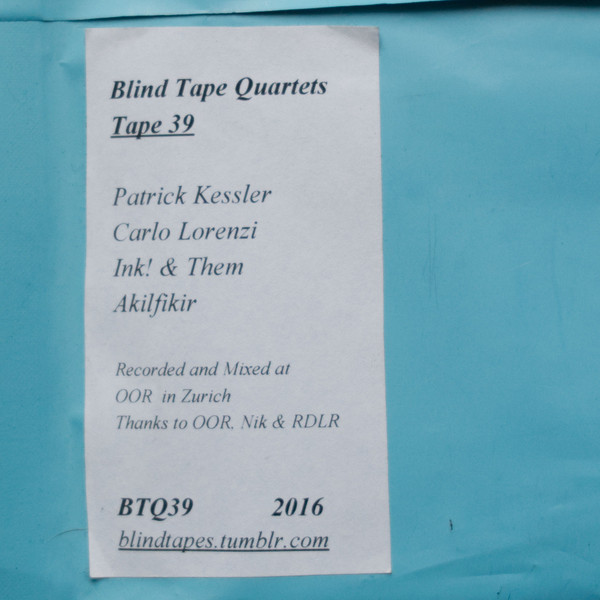 Blind Tape Quartets
Tape 39
Patrick Kessler
Carlo Lorenzi
Ink! & Them
Akilfikir
Recorded and Mixed at
OOR in Zurich
Thanks to OOR, Nik & RDLR
BTQ39 2016
blindtapes.tumblr.com